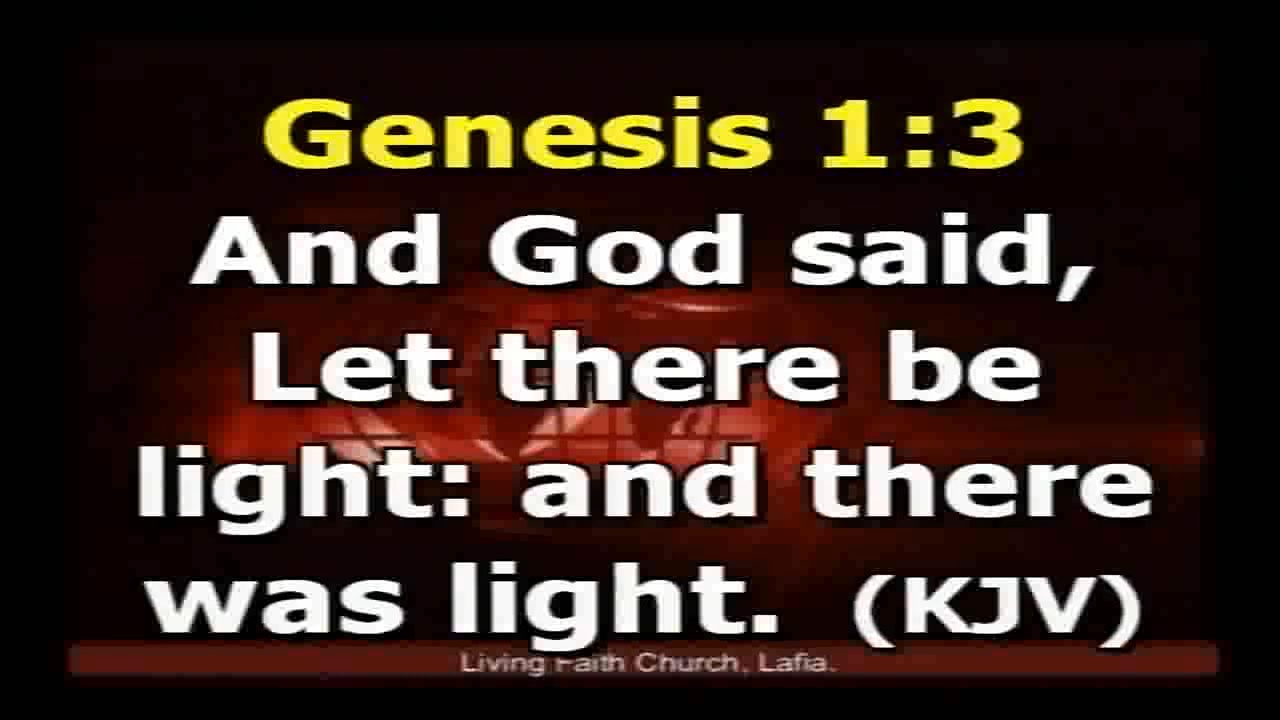 Genesis 1:3
And God said,
Let there be
light: and there
was light. (KJV)
Living Faith Church, Lafia.